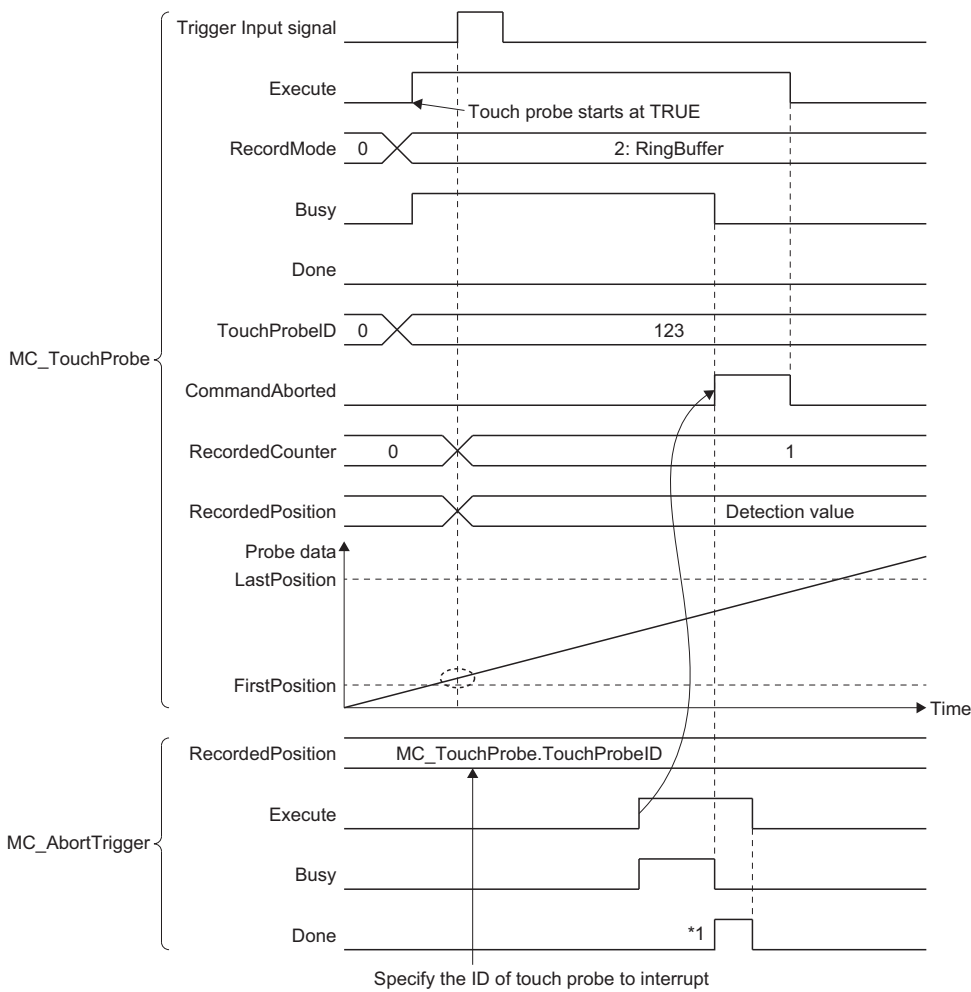 Trigger Input signal
Execute
Touch probe starts at TRUE
RecordMode 0 2: RingBuffer
Busy
Done
TouchProbeID 0 123
MC_TouchProbe
CommandAborted
RecordedCounter 0 1
RecordedPosition Detection value
Probe data
LastPosition
FirstPosition
Time
RecordedPosition MC_TouchProbe.TouchProbeID
Execute
MC_AbortTrigger
Busy
Done *1
Specify the ID of touch probe to interrupt